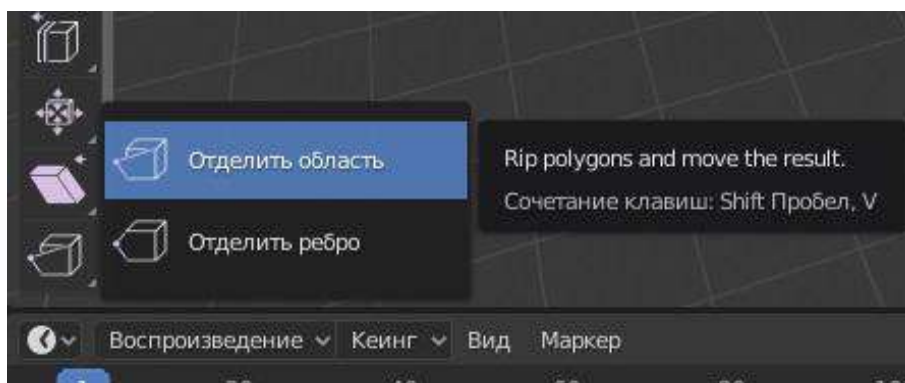 Отделить область
Rip polygons and move the result.
Сочетание клавиш: Shift Пробел, V
Отделить ребро
Воспроизведение Кеинг Вид Маркер